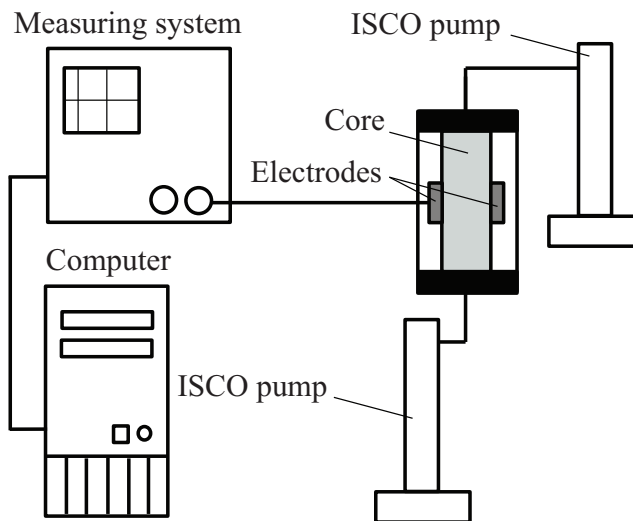 Measuring system
ISCO pump
Core
Electrodes
Computer
ISCO pump